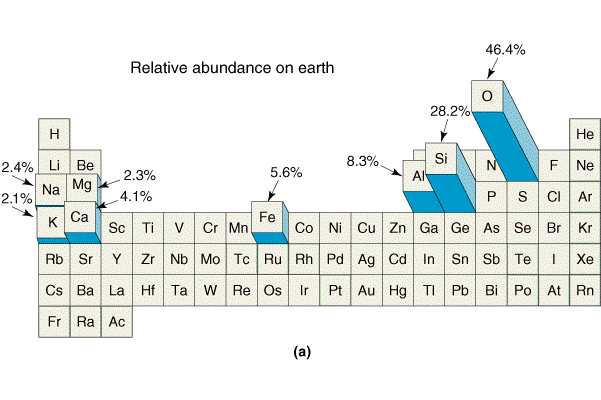 46.4%
Relative abundance on earth
O
28.2%
H He
2.4% Li Be 2.3% 5.6% 8.3% Al Si N F Ne
2.1% Na Mg 4.1% P S Cl Ar
K Ca Sc Ti V Cr Mn Fe Co Ni Cu Zn Ga Ge As Se Br Kr
Rb Sr Y Zr Nb Mo Tc Ru Rh Pd Ag Cd In Sn Sb Te I Xe
Cs Ba La Hf Ta W Re Os Ir Pt Au Hg Tl Pb Bi Po At Rn
Fr Ra Ac
(a)